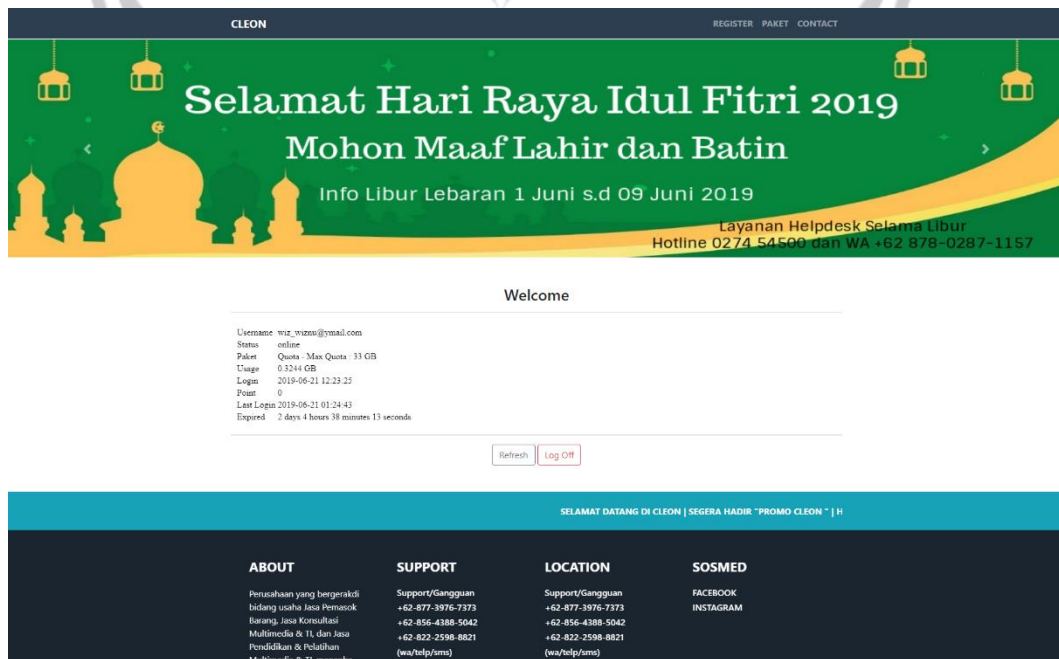 CLEON
REGISTER PAKET CONTACT
Selamat Hari Raya Idul Fitri 2019
Mohon Maaf Lahir dan Batin
Info Libur Lebaran 1 Juni s.d 09 Juni 2019
Layanan Helpdesk Selama Libur
Hotline 0274 54500 dan WA +62 878-0287-1157
Welcome
Username wiz_wiznu@ymail.com
Status online
Paket Quota - Max Quota : 33 GB
Usage 0.3244 GB
Login 2019-06-21 12:23:25
Point 0
Last Login 2019-06-21 01:24:43
Expired 2 days 4 hours 38 minutes 13 seconds
Refresh Log Off
SELAMAT DATANG DI CLEON | SEGERA HADIR "PROMO CLEON " | H
ABOUT
Perusahaan yang bergerakdi
bidang usaha Jasa Pemasok
Barang, Jasa Konsultasi
Multimedia & TI, dan Jasa
Pendidikan & Pelatihan
SUPPORT
Support/Gangguan
+62-877-3976-7373
+62-856-4388-5042
+62-822-2598-8821
(wa/telp/sms)
LOCATION
Support/Gangguan
+62-877-3976-7373
+62-856-4388-5042
+62-822-2598-8821
(wa/telp/sms)
SOSMED
FACEBOOK
INSTAGRAM